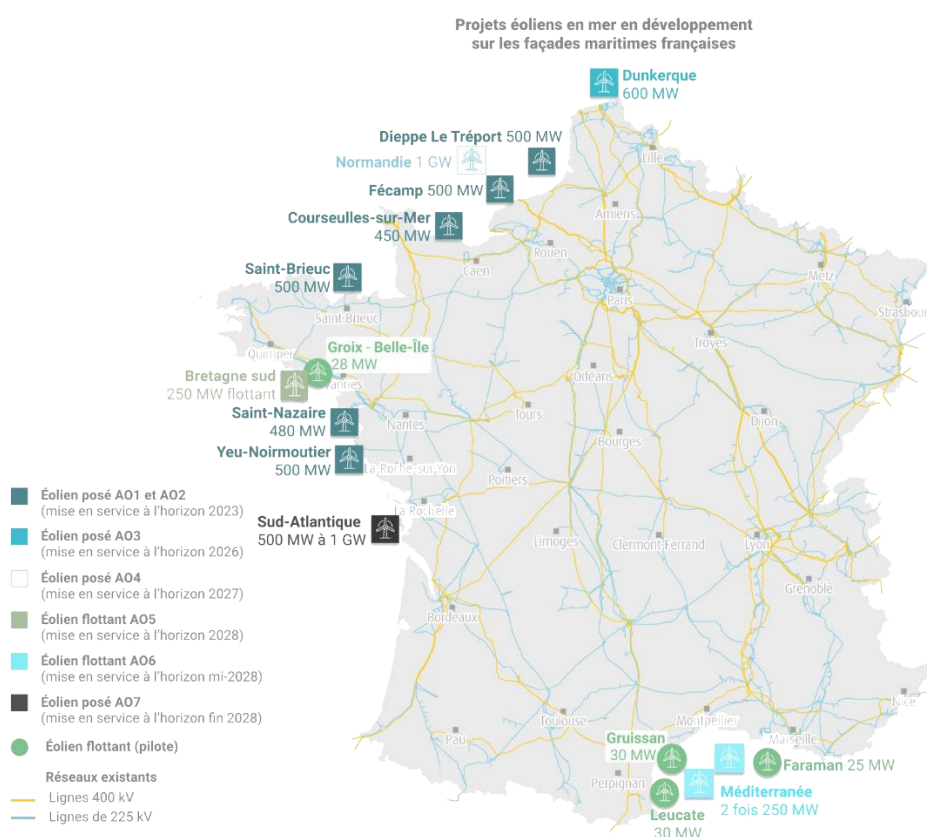 Projets éoliens en mer en développement
sur les façades maritimes françaises
Dunkerque
600 MW
Dieppe Le Tréport 500 MW
Normandie 1 GW
Lille
Fécamp 500 MW
Amiens
Courseulles-sur-Mer
450 MW
Rouen
Caen
Metz
Saint-Brieuc
500 MW
Paris
Strasbourg
Saint-Brieuc
Troyes
Quimper
Groix - Belle-Île
28 MW
Vannes
Orléans
Bretagne sud
250 MW flottant
Saint-Nazaire
480 MW
Nantes
Tours
Dijon
Bourges
Yeu-Noirmoutier
500 MW
La Roche-sur-Yon
Poitiers
La Rochelle
Sud-Atlantique
500 MW à 1 GW
Limoges
Clermont-Ferrand
Lyon
Grenoble
Bordeaux
Nice
Montpellier
Toulouse
Marseille
Pau
Gruissan
30 MW
Faraman 25 MW
Perpignan
Méditerranée
2 fois 250 MW
Leucate
30 MW
Éolien posé AO1 et AO2
(mise en service à l'horizon 2023)
Éolien posé AO3
(mise en service à l'horizon 2026)
Éolien posé AO4
(mise en service à l'horizon 2027)
Éolien flottant AO5
(mise en service à l'horizon 2028)
Éolien flottant AO6
(mise en service à l'horizon mi-2028)
Éolien posé AO7
(mise en service à l'horizon fin 2028)
Éolien flottant (pilote)
Réseaux existants
Lignes 400 kV
Lignes de 225 kV